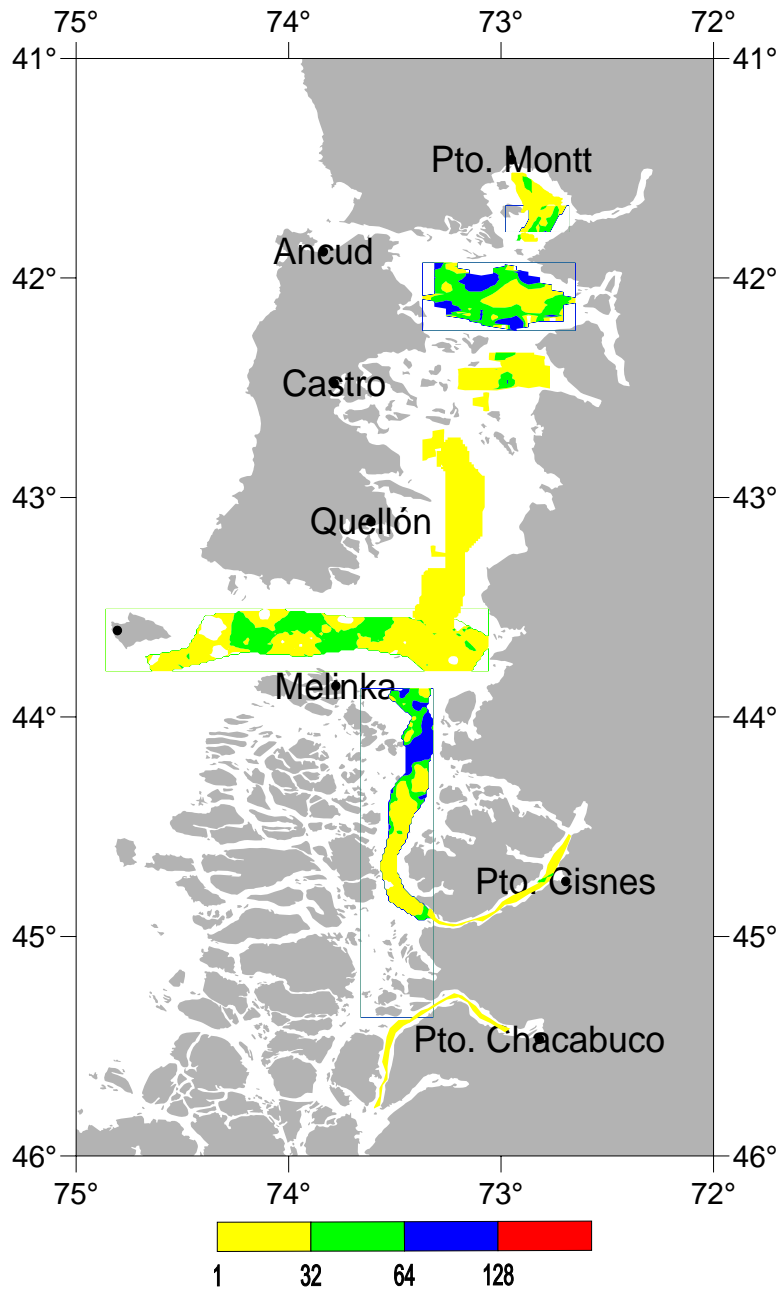 75° 74° 73° 72°
41° 41°
Pto. Montt
Ancud
42° 42°
Castro
43° 43°
Quellón
Melinka
44° 44°
Pto. Cisnes
45° 45°
Pto. Chacabuco
46° 46°
75° 74° 73° 72°
1 32 64 128